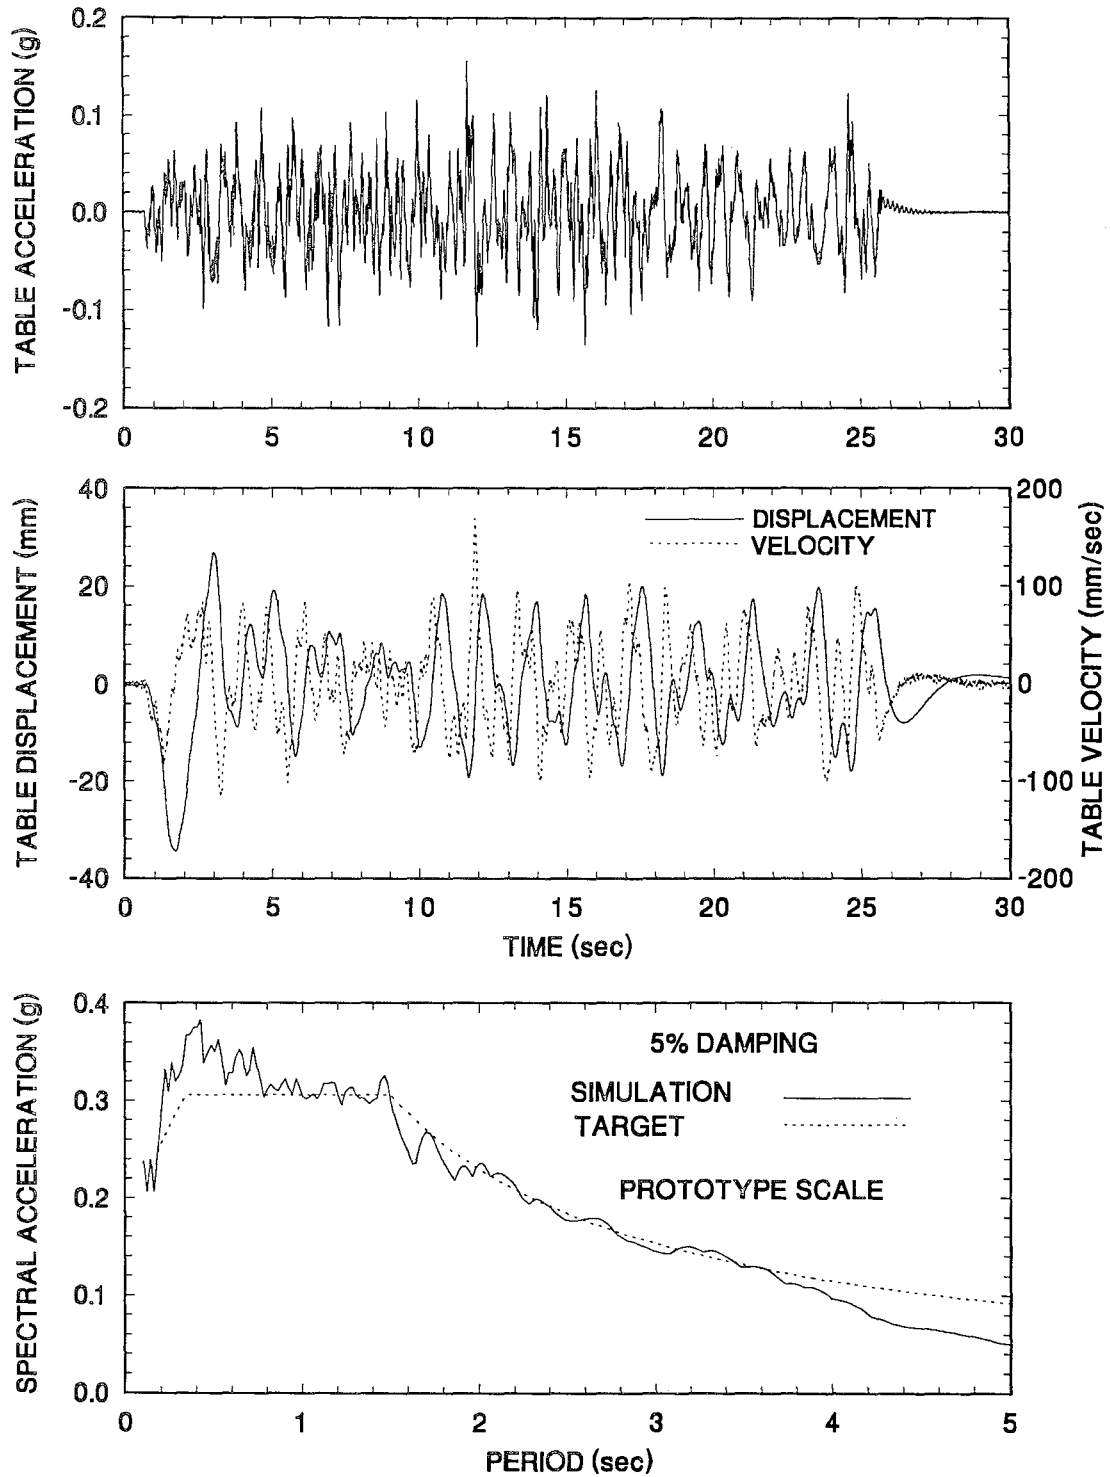 TABLE ACCELERATION (g)
0.2
0.1
0.0
-0.1
-0.2
0 5 10 15 20 25 30
TABLE DISPLACEMENT (mm)
40
20
0
-20
-40
DISPLACEMENT
VELOCITY
200
100
0
-100
-200
TABLE VELOCITY (mm/sec)
0 5 10 15 20 25 30
TIME (sec)
SPECTRAL ACCELERATION (g)
0.4
0.3
0.2
0.1
0.0
5% DAMPING
SIMULATION
TARGET
PROTOTYPE SCALE
0 1 2 3 4 5
PERIOD (sec)